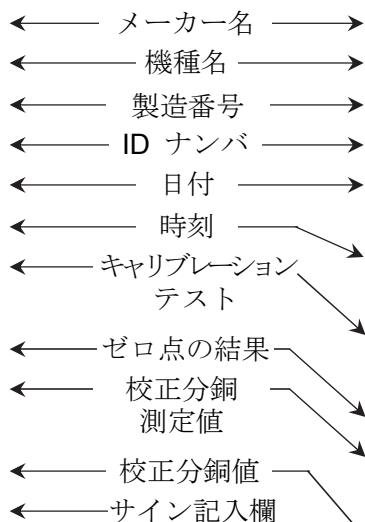 メーカー名
機種名
製造番号
ID ナンバ
日付
時刻
キャリブレーション
テスト
ゼロ点の結果
校正分銅
測定値
校正分銅値
サイン記入欄